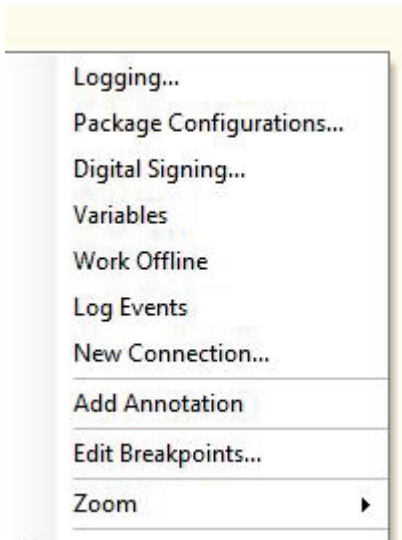 Logging...
Package Configurations...
Digital Signing...
Variables
Work Offline
Log Events
New Connection...
Add Annotation
Edit Breakpoints...
Zoom